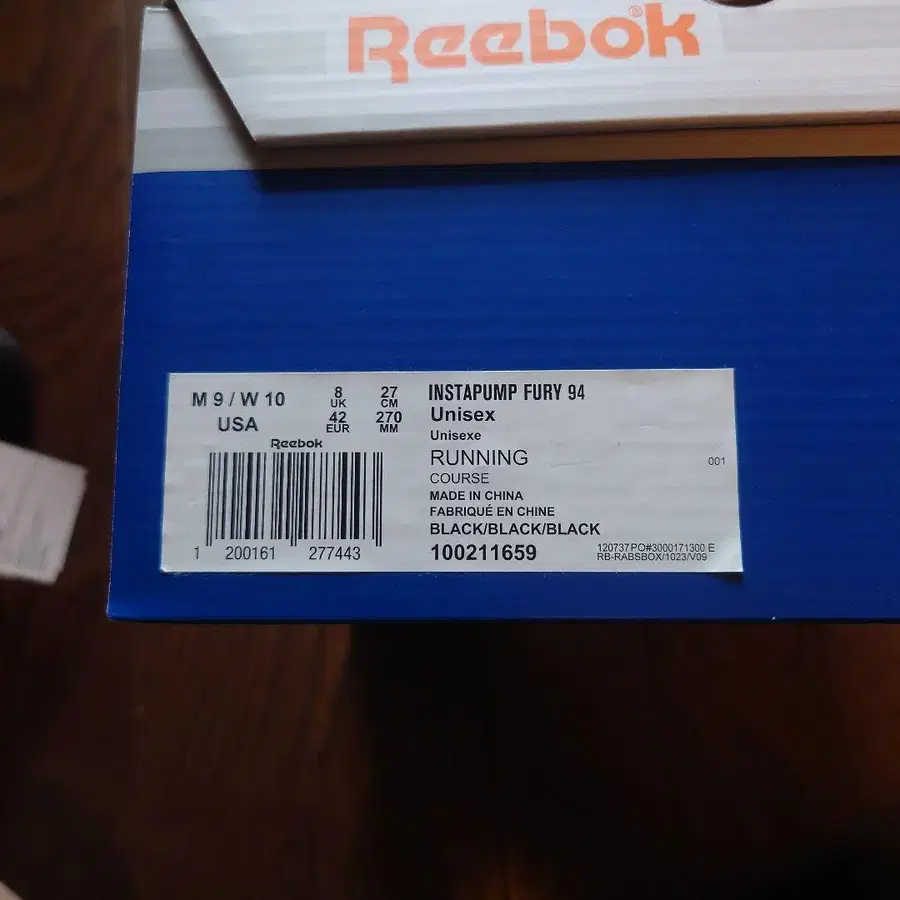 Reebok®
M 9 / W 10
USA
8
UK
42
EUR
27
CM
270
MM
Reebok
1 200161 277443
INSTAPUMP FURY 94
Unisex
Unisexe
RUNNING
COURSE
001
MADE IN CHINA
FABRIQUÉ EN CHINE
BLACK/BLACK/BLACK
100211659
120737PO#3000171300 E
RB-RABSBOX/1023/V09